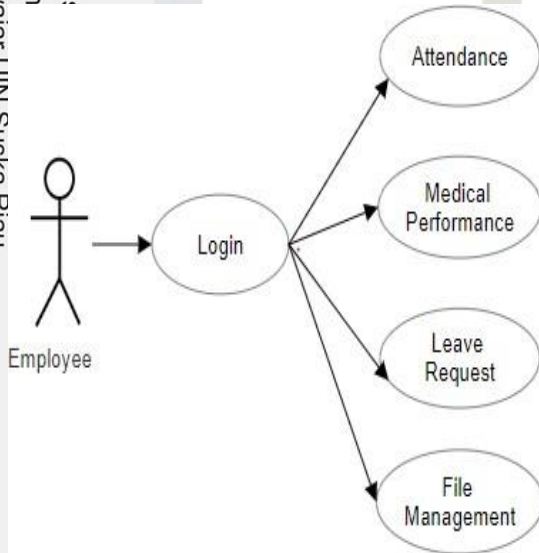 Attendance
Medical
Performance
Login
Leave
Request
Employee
File
Management